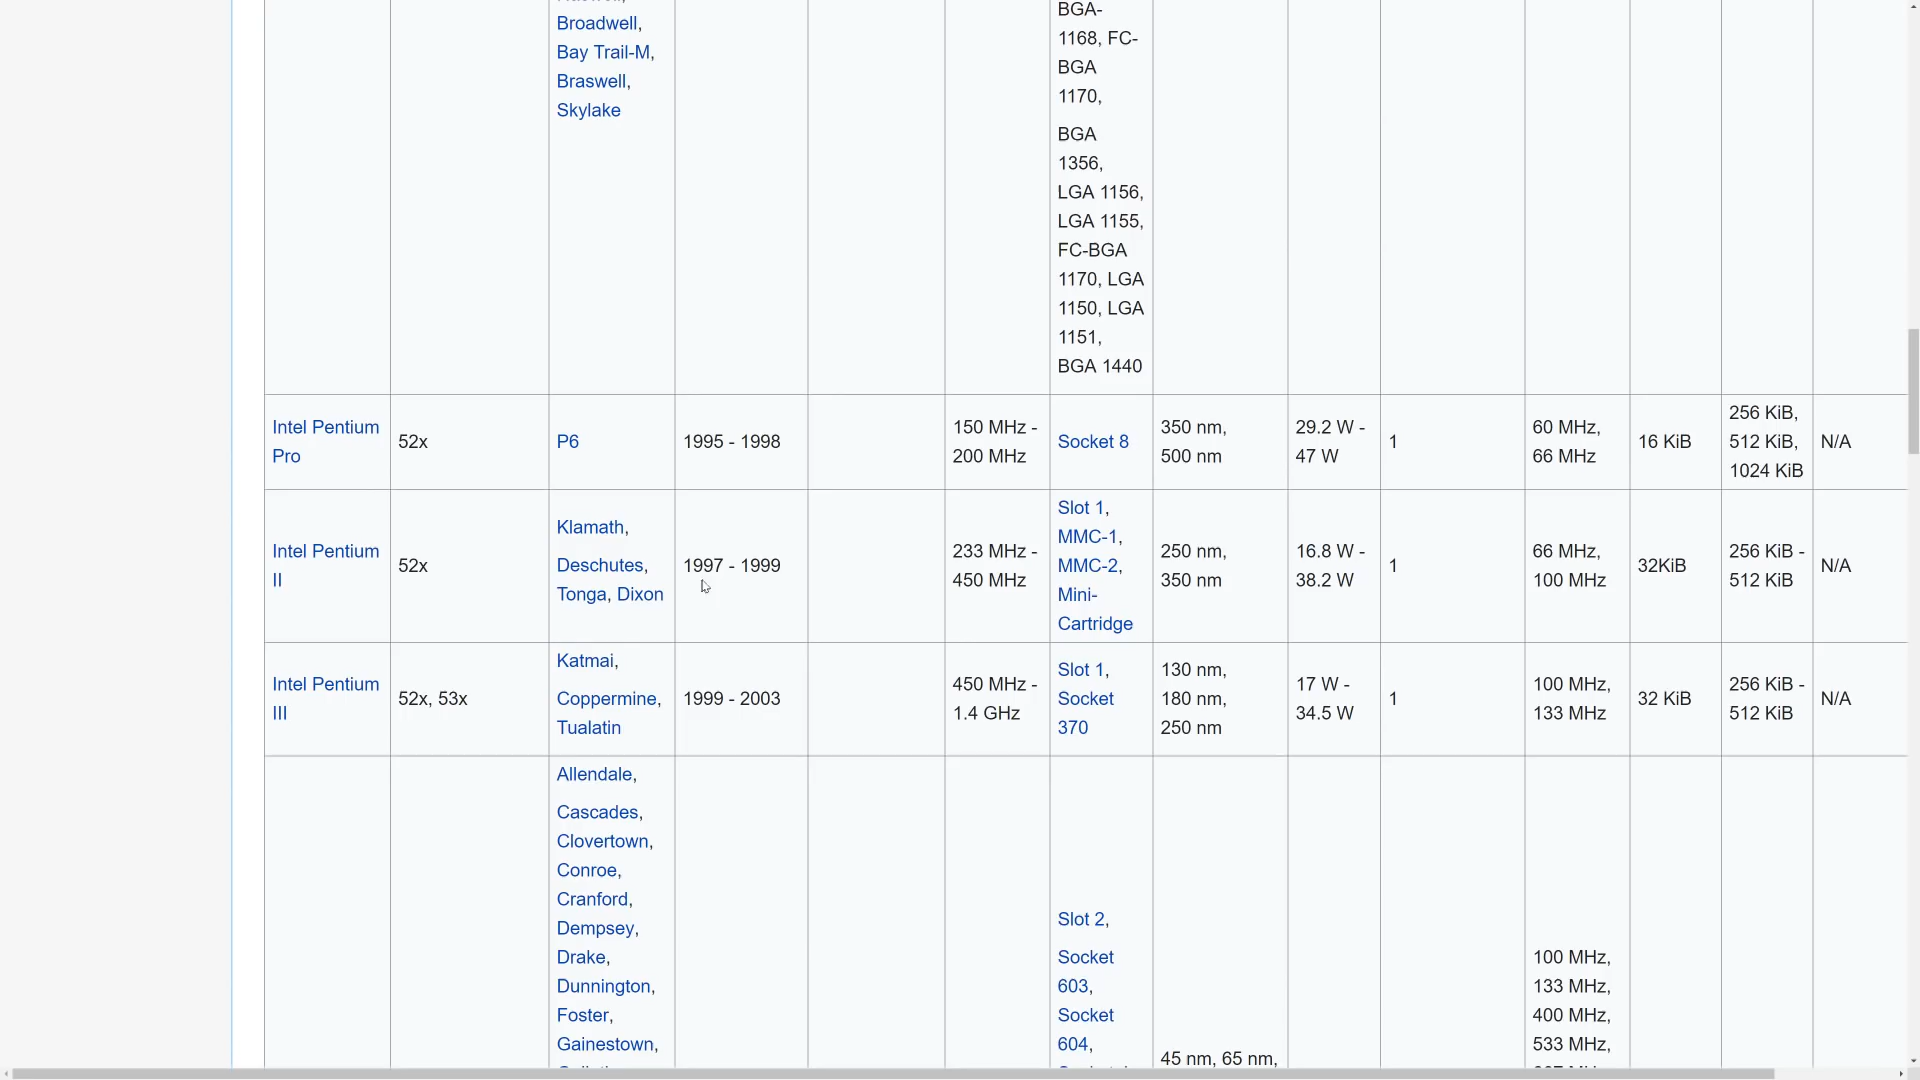 Broadwell,
Bay Trail-M,
Braswell,
Skylake
BGA-
1168, FC-
BGA
1170,
BGA
1356,
LGA 1156,
LGA 1155,
FC-BGA
1170, LGA
1150, LGA
1151,
BGA 1440
Intel Pentium
Pro
52x
P6
1995 - 1998
150 MHz -
200 MHz
Socket 8
350 nm,
500 nm
29.2 W -
47 W
1
60 MHz,
66 MHz
16 KiB
256 KiB,
512 KiB,
1024 KiB
N/A
Intel Pentium
II
52x
Klamath,
Deschutes,
Tonga, Dixon
1997 - 1999
233 MHz -
450 MHz
Slot 1,
MMC-1,
MMC-2,
Mini-
Cartridge
250 nm,
350 nm
16.8 W -
38.2 W
1
66 MHz,
100 MHz
32KiB
256 KiB -
512 KiB
N/A
Intel Pentium
III
52x, 53x
Katmai,
Coppermine,
Tualatin
1999 - 2003
450 MHz -
1.4 GHz
Slot 1,
Socket
370
130 nm,
180 nm,
250 nm
17 W -
34.5 W
1
100 MHz,
133 MHz
32 KiB
256 KiB -
512 KiB
N/A
Allendale,
Cascades,
Clovertown,
Conroe,
Cranford,
Dempsey,
Drake,
Dunnington,
Foster,
Gainestown,
Slot 2,
Socket
603,
Socket
604,
45 nm, 65 nm,
100 MHz,
133 MHz,
400 MHz,
533 MHz,